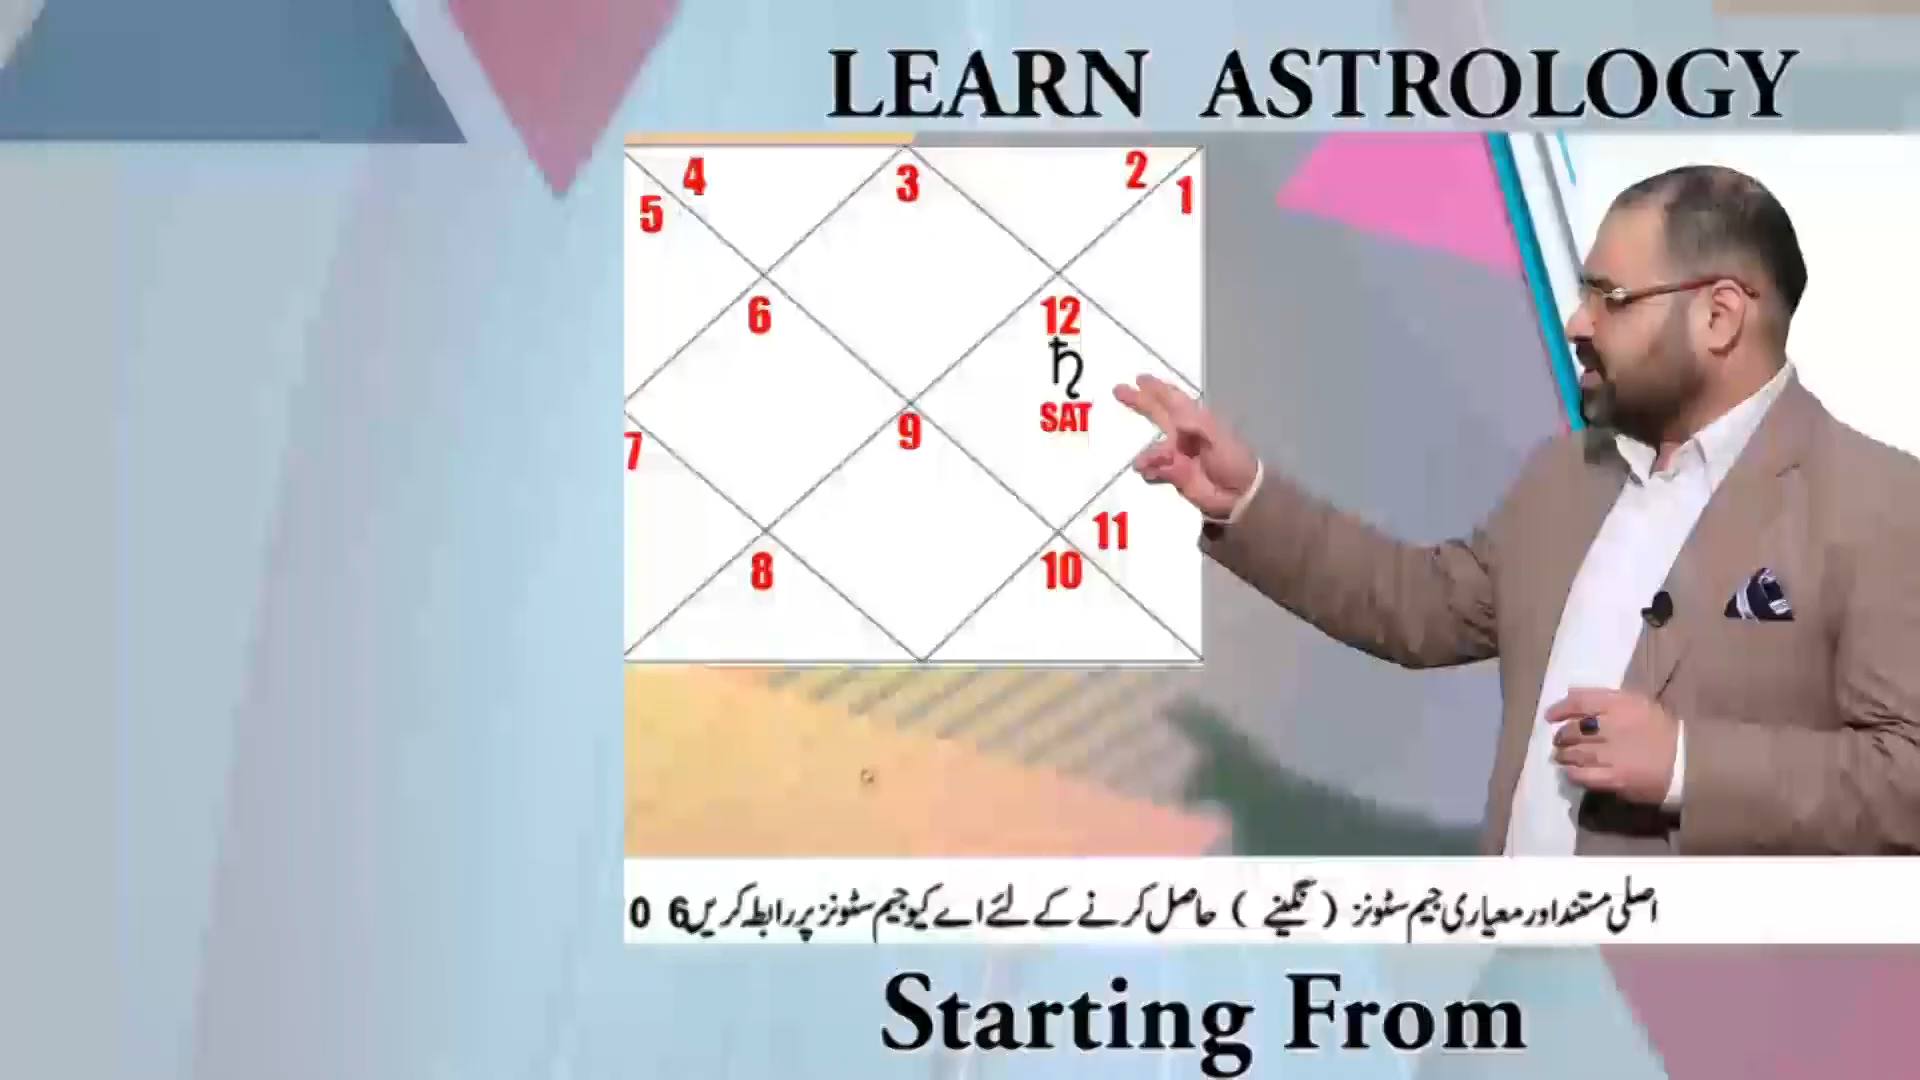 LEARN ASTROLOGY
4 3 2
5 1
6 12
♄
SAT
7 9
11
8 10
اصلی مستند اور معیاری جیم سٹونز ( نگینے ) حاصل کرنے کے لئے اے کیو جیم سٹونز پر رابطہ کریں 6 0
Starting From